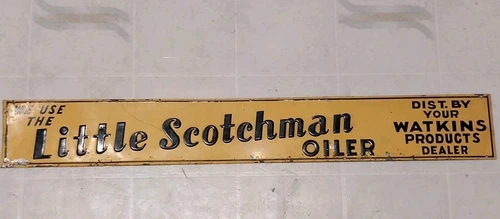 WE USE
THE
Little Scotchman
OILER
DIST. BY
YOUR
WATKINS
PRODUCTS
DEALER